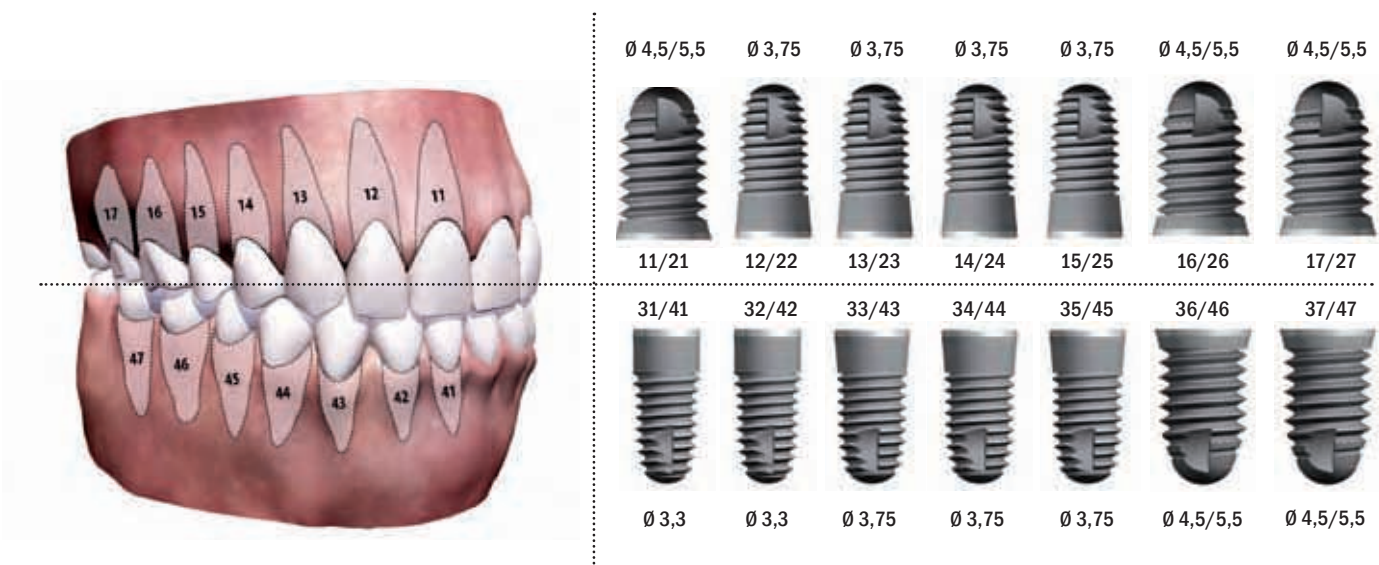 Ø 4,5/5,5 Ø 3,75 Ø 3,75 Ø 3,75 Ø 3,75 Ø 4,5/5,5 Ø 4,5/5,5
17 16 15 14 13 12 11
11/21 12/22 13/23 14/24 15/25 16/26 17/27
31/41 32/42 33/43 34/44 35/45 36/46 37/47
47 46 45 44 43 42 41
Ø 3,3 Ø 3,3 Ø 3,75 Ø 3,75 Ø 3,75 Ø 4,5/5,5 Ø 4,5/5,5